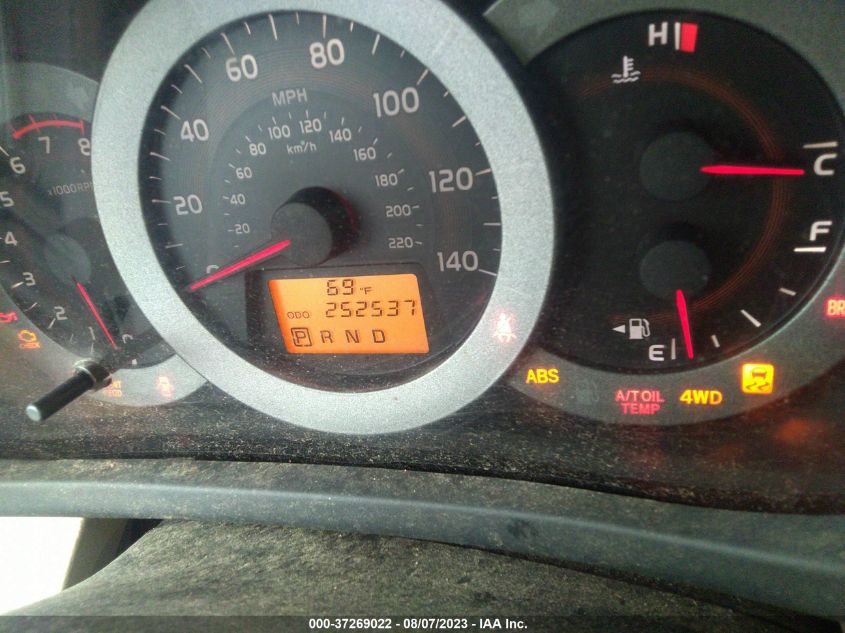 H
MPH
20
40
60
80
100
120
140
km/h
20
40
60
80
100
120
140
160
180
200
220
8
7
6
4
3
2
x1000RPM
C
F
E
69 °F
ODO 252537
P R N D
ABS
A/T OIL
TEMP
4WD
BR
000-37269022 - 08/07/2023 - IAA Inc.